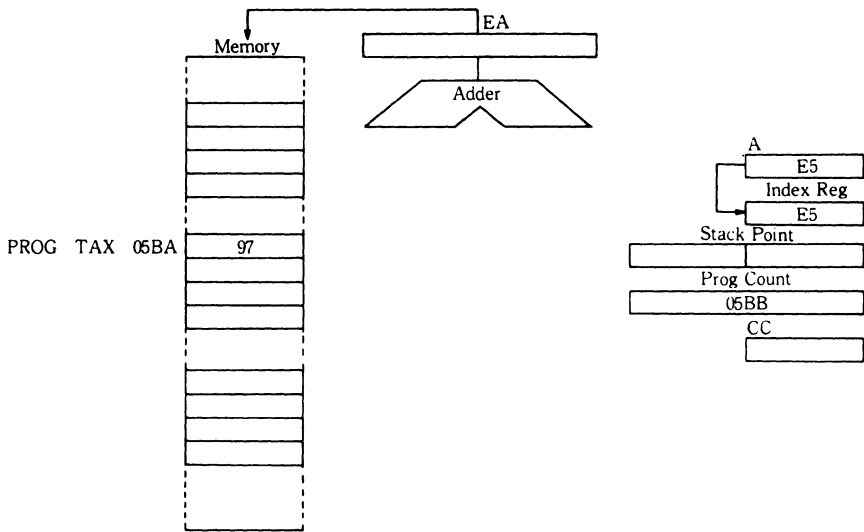 EA
Memory
Adder
A
E5
Index Reg
E5
Stack Point
PROG TAX 05BA 97
Prog Count
05BB
CC